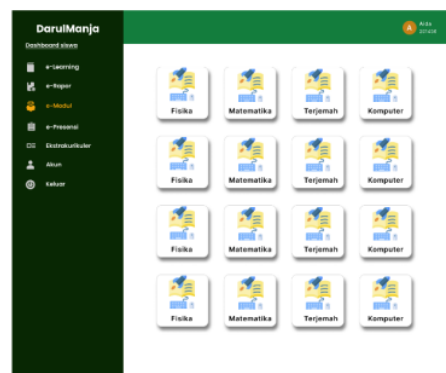 DarulManja
Dashboard siswa
e-Learning
e-Rapor
e-Modul
e-Presensi
Ekstrakurikuler
Akun
Keluar
A
Fisika Matematika Terjemah Komputer
Fisika Matematika Terjemah Komputer
Fisika Matematika Terjemah Komputer
Fisika Matematika Terjemah Komputer